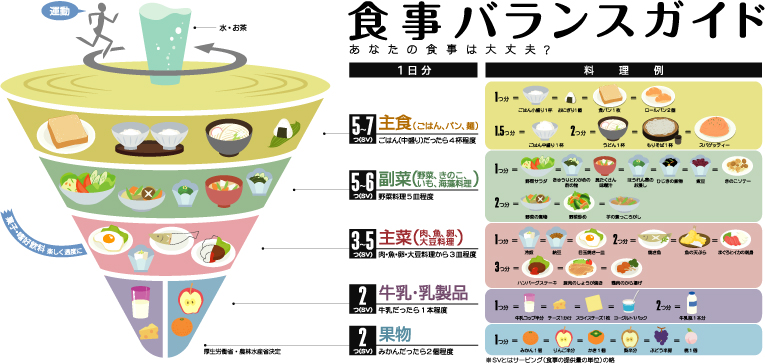 食事バランスガイド
あなたの食事は大丈夫?
運動
水・お茶
菓子・嗜好飲料 楽しく適度に
厚生労働省・農林水産省決定
1日分
料理例
5~7 つ(SV) 主食(ごはん、パン、麺)
ごはん(中盛り)だったら4杯程度
1つ分 = ごはん小盛り1杯 = おにぎり1個 = 食パン1枚 = ロールパン2個
1.5つ分 = ごはん中盛り1杯 2つ分 = うどん1杯 = もりそば1杯 = スパゲッティー
5~6 つ(SV) 副菜(野菜、きのこ、いも、海藻料理)
野菜料理5皿程度
1つ分 = 野菜サラダ = きゅうりとわかめの酢の物 = 具たくさん味噌汁 = ほうれん草のお浸し = ひじきの煮物 = 煮豆 = きのこソテー
2つ分 = 野菜の煮物 = 野菜炒め = 芋の煮っころがし
3~5 つ(SV) 主菜(肉、魚、卵、大豆料理)
肉・魚・卵・大豆料理から3皿程度
1つ分 = 冷奴 = 納豆 = 目玉焼き一皿 2つ分 = 焼き魚 = 魚の天ぷら = まぐろとイカの刺身
3つ分 = ハンバーグステーキ = 豚肉のしょうが焼き = 鶏肉のから揚げ
2 つ(SV) 牛乳・乳製品
牛乳だったら1本程度
1つ分 = 牛乳コップ半分 = チーズ1かけ = スライスチーズ1枚 = ヨーグルト1パック 2つ分 = 牛乳瓶1本分
2 つ(SV) 果物
みかんだったら2個程度
1つ分 = みかん1個 = りんご半分 = かき1個 = 梨半分 = ぶどう半房 = 桃1個
※SVとはサービング(食事の提供量の単位)の略